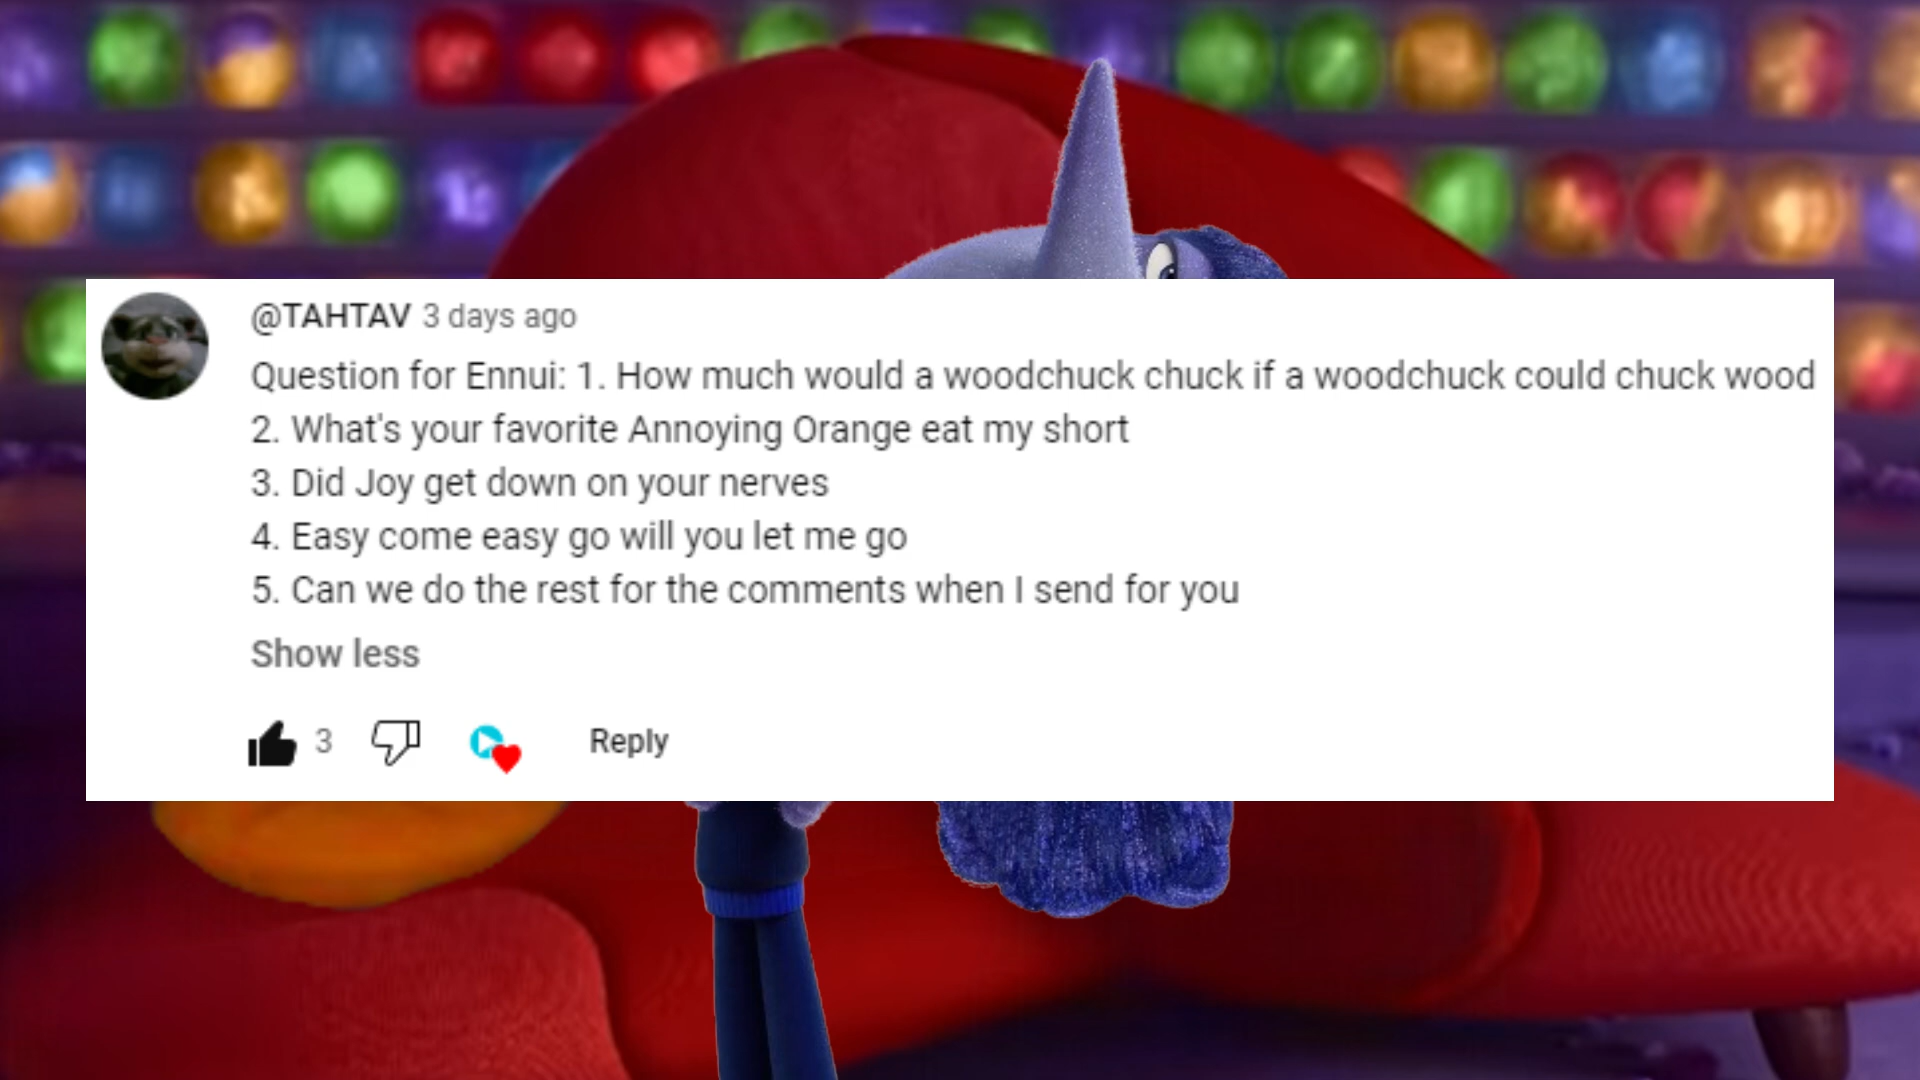 @TAHTAV 3 days ago
Question for Ennui: 1. How much would a woodchuck chuck if a woodchuck could chuck wood
2. What's your favorite Annoying Orange eat my short
3. Did Joy get down on your nerves
4. Easy come easy go will you let me go
5. Can we do the rest for the comments when I send for you
Show less
3 Reply